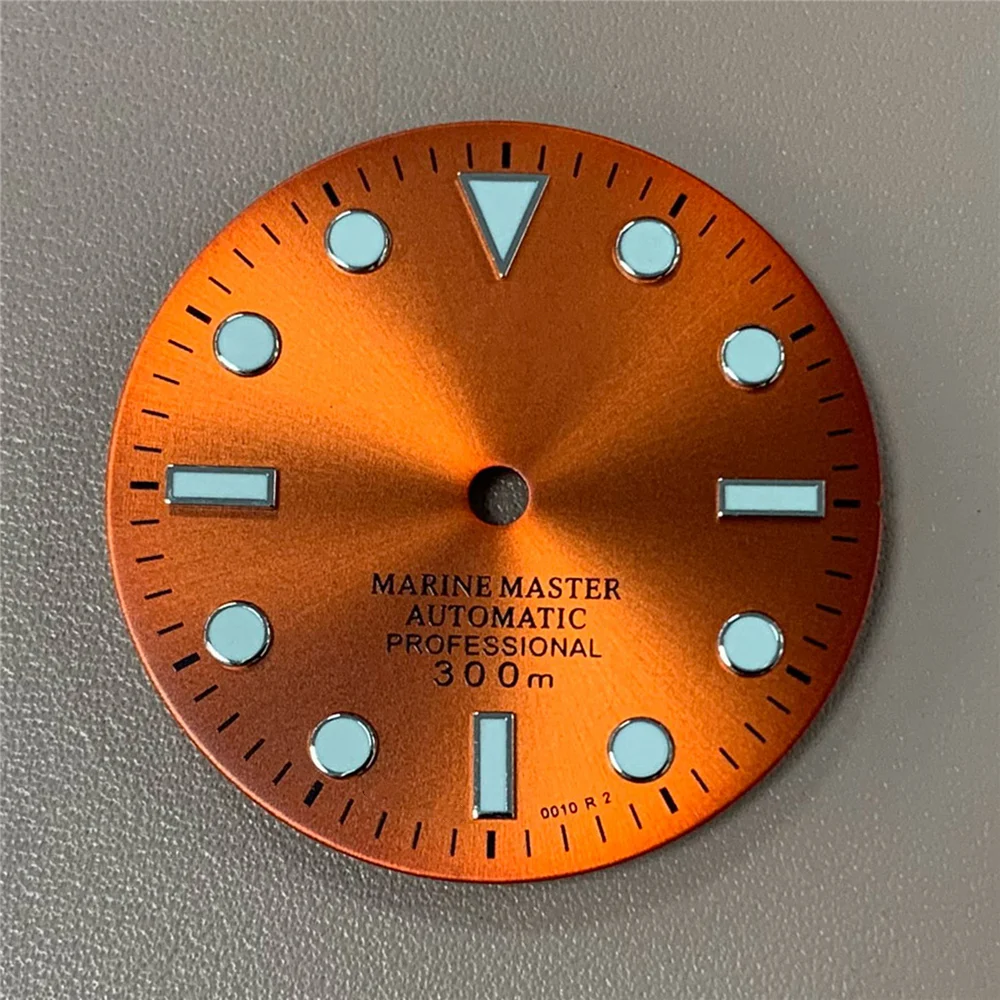 MARINE MASTER
AUTOMATIC
PROFESSIONAL
300m
0010 R 2